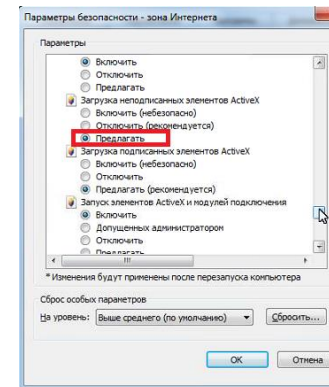 Параметры безопасности - зона Интернета
Параметры
Включить
Отключить
Предлагать
Загрузка неподписанных элементов ActiveX
Включить (небезопасно)
Отключить (рекомендуется)
Предлагать
Загрузка подписанных элементов ActiveX
Включить (небезопасно)
Отключить
Предлагать (рекомендуется)
Запуск элементов ActiveX и модулей подключения
Включить
Допущенных администратором
Отключить
Предлагать
* Изменения будут применены после перезапуска компьютера
Сброс особых параметров
На уровень: Выше среднего (по умолчанию) Сбросить...
ОК Отмена